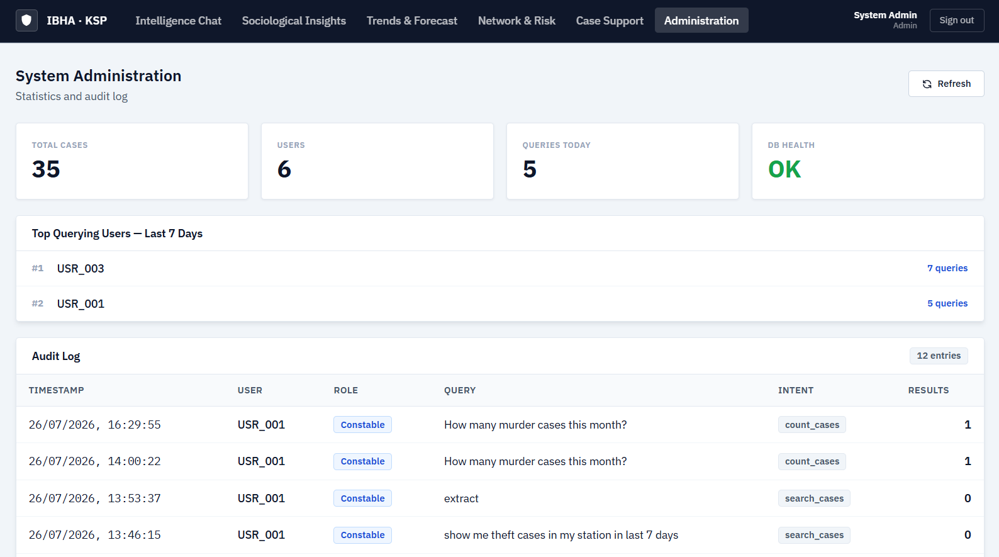 IBHA · KSP
Intelligence Chat
Sociological Insights
Trends & Forecast
Network & Risk
Case Support
Administration
System Admin
Admin
Sign out
System Administration
Statistics and audit log
Refresh
TOTAL CASES
35
USERS
6
QUERIES TODAY
5
DB HEALTH
OK
Top Querying Users — Last 7 Days
#1 USR_003 7 queries
#2 USR_001 5 queries
Audit Log 12 entries
TIMESTAMP USER ROLE QUERY INTENT RESULTS
26/07/2026, 16:29:55 USR_001 Constable How many murder cases this month? count_cases 1
26/07/2026, 14:00:22 USR_001 Constable How many murder cases this month? count_cases 1
26/07/2026, 13:53:37 USR_001 Constable extract search_cases 0
26/07/2026, 13:46:15 USR_001 Constable show me theft cases in my station in last 7 days search_cases 0